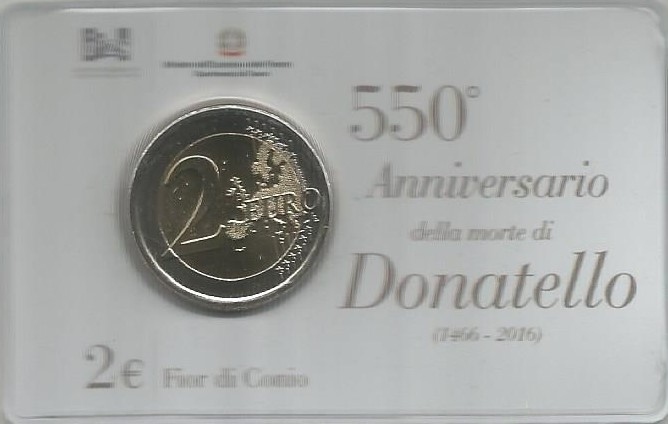 550°
Anniversario
della morte di
Donatello
(1466 - 2016)
2 EURO
2€ Fior di Conio